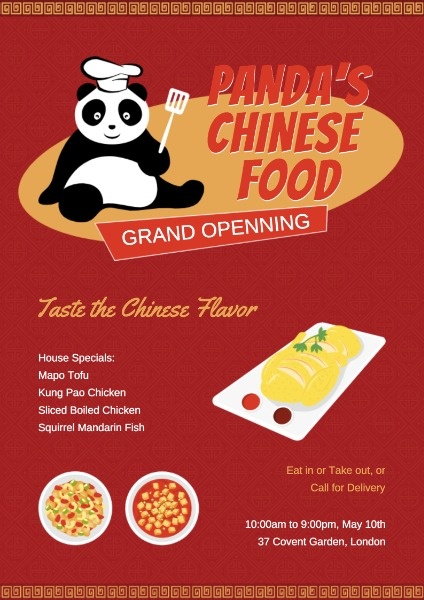 PANDA'S
CHINESE
FOOD
GRAND OPENNING
Taste the Chinese Flavor
House Specials:
Mapo Tofu
Kung Pao Chicken
Sliced Boiled Chicken
Squirrel Mandarin Fish
Eat in or Take out, or
Call for Delivery
10:00am to 9:00pm, May 10th
37 Covent Garden, London